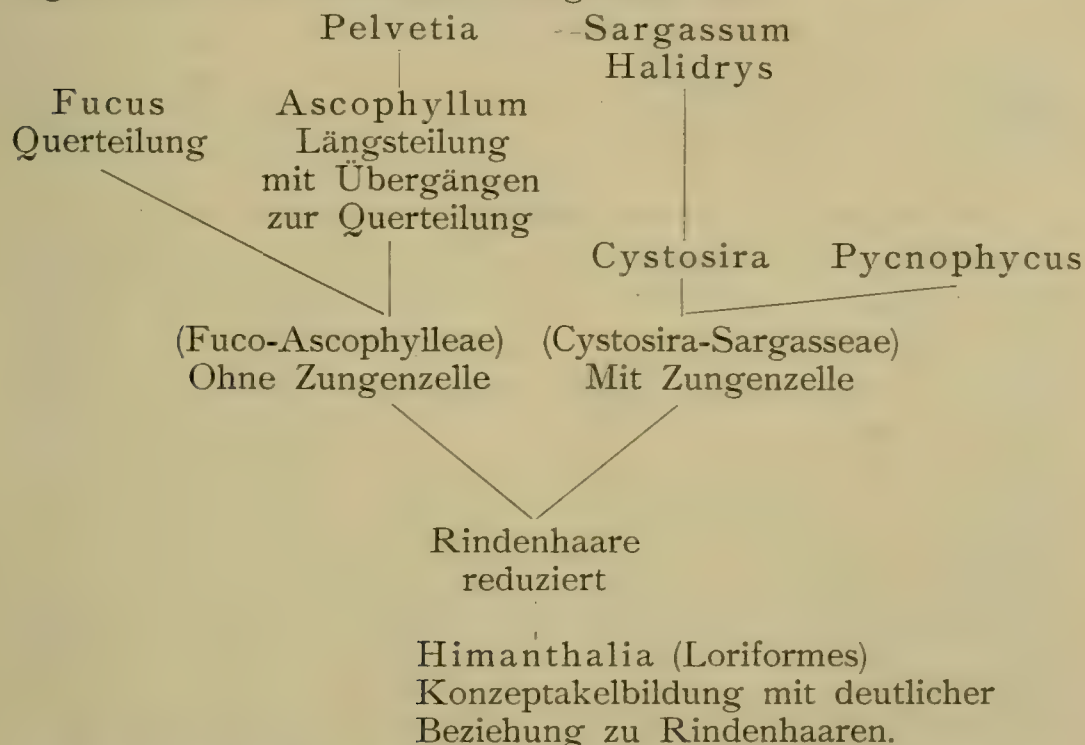 Pelvetia
Sargassum
Halidrys
Fucus
Querteilung
Ascophyllum
Längsteilung
mit Übergängen
zur Querteilung
Cystosira
Pycnophycus
(Fuco-Ascophylleae)
Ohne Zungenzelle
(Cystosira-Sargasseae)
Mit Zungenzelle
Rindenhaare
reduziert
Himanthalia (Loriformes)
Konzeptakelbildung mit deutlicher
Beziehung zu Rindenhaaren.